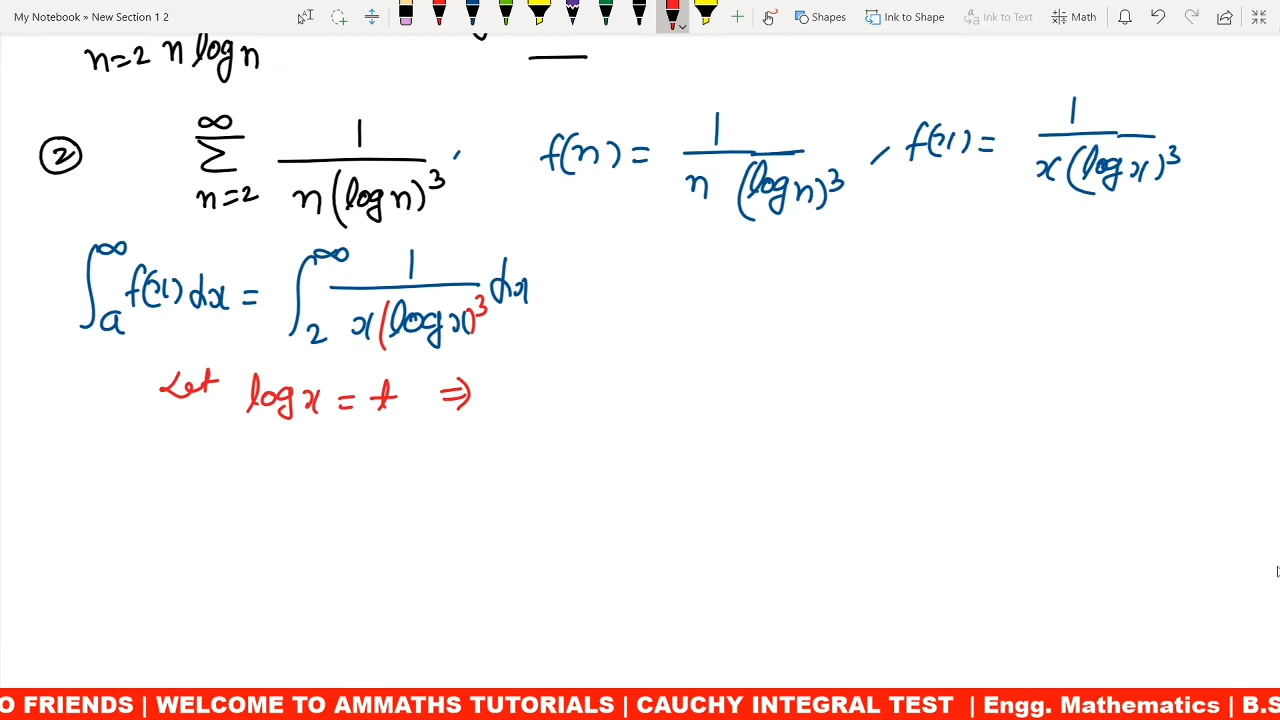 My Notebook » New Section 1 2
Shapes Ink to Shape Ink to Text Math
n=2 n log n
② ∞ ∑ n=2 1/(n(log n)^3), f(n) = 1/(n (log n)^3), f(x) = 1/(x(log x)^3)
∫_a^∞ f(x) dx = ∫_2^∞ 1/(x(log x)^3) dx
Let log x = t ⇒
O FRIENDS | WELCOME TO AMMATHS TUTORIALS | CAUCHY INTEGRAL TEST | Engg. Mathematics | B.S